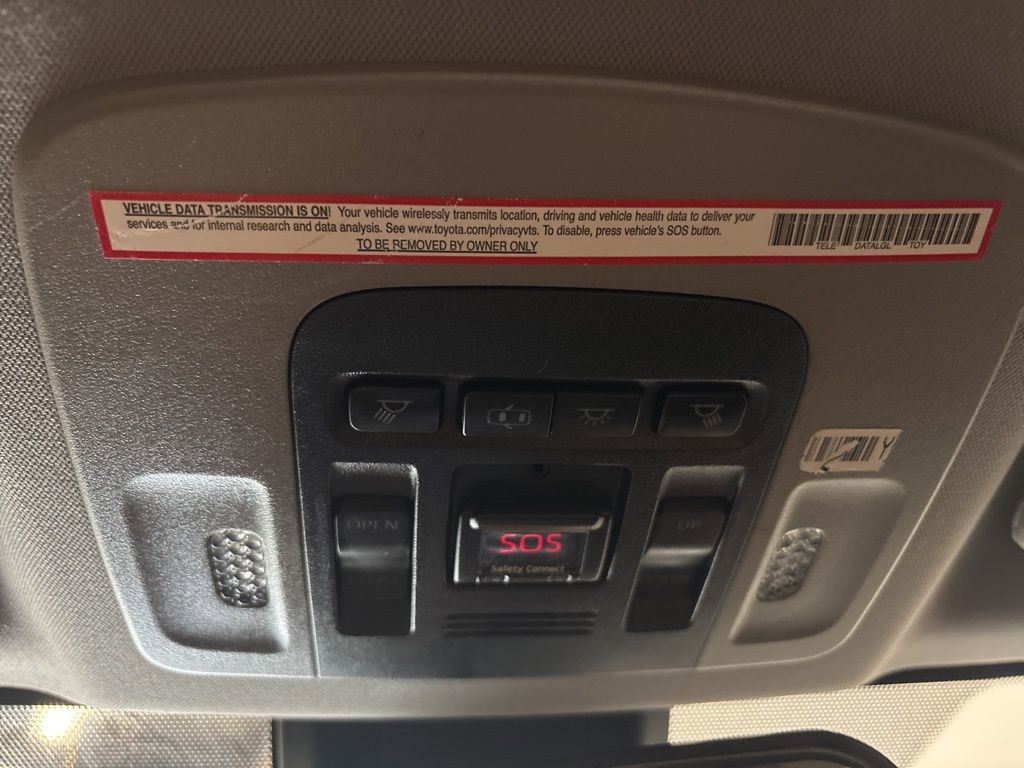 VEHICLE DATA TRANSMISSION IS ON! Your vehicle wirelessly transmits location, driving and vehicle health data to deliver your
services and/or internal research and data analysis. See www.toyota.com/privacyvts. To disable, press vehicle's SOS button.
TO BE REMOVED BY OWNER ONLY
TELE DATALGL TOY
Y
OPEN
SOS
UP
Safety Connect